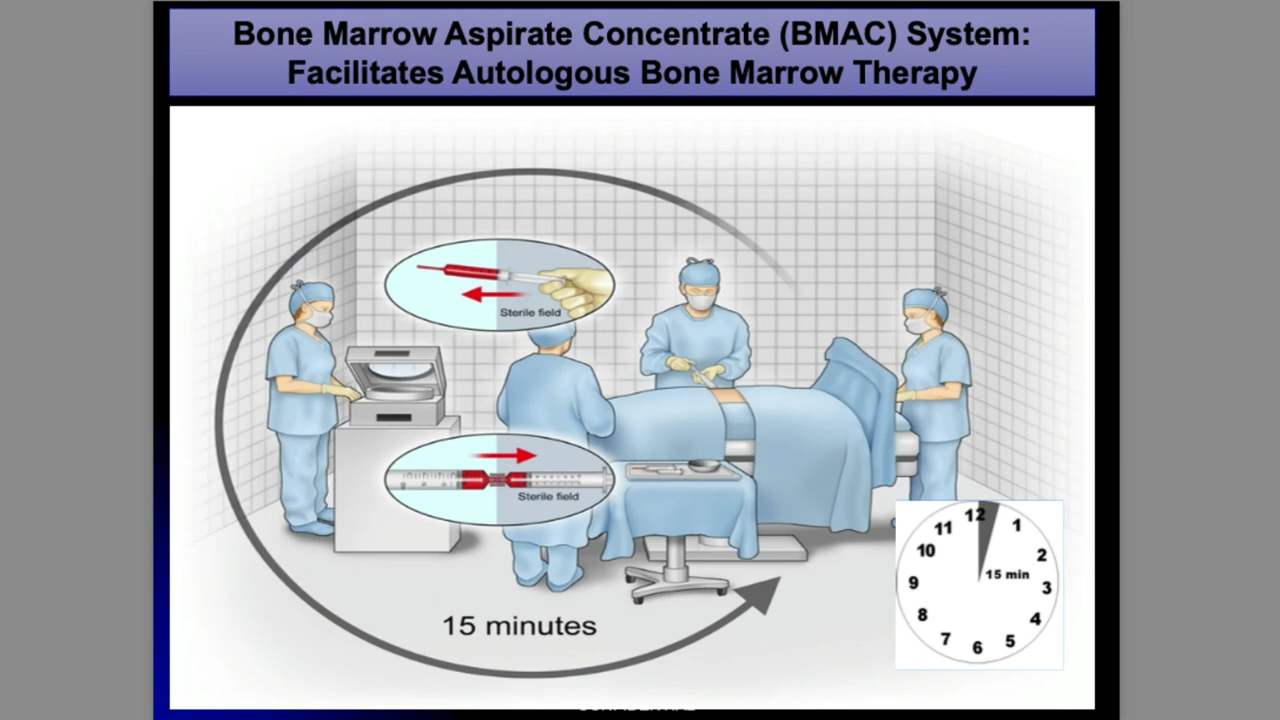 Bone Marrow Aspirate Concentrate (BMAC) System:
Facilitates Autologous Bone Marrow Therapy
Sterile field
Sterile field
15 minutes
12
1
2
3
4
5
6
7
8
9
10
11
15 min